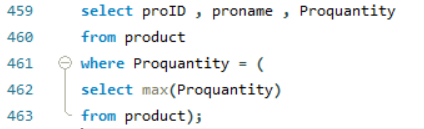 459 select proID , proname , Proquantity
460 from product
461 where Proquantity = (
462 select max(Proquantity)
463 from product);